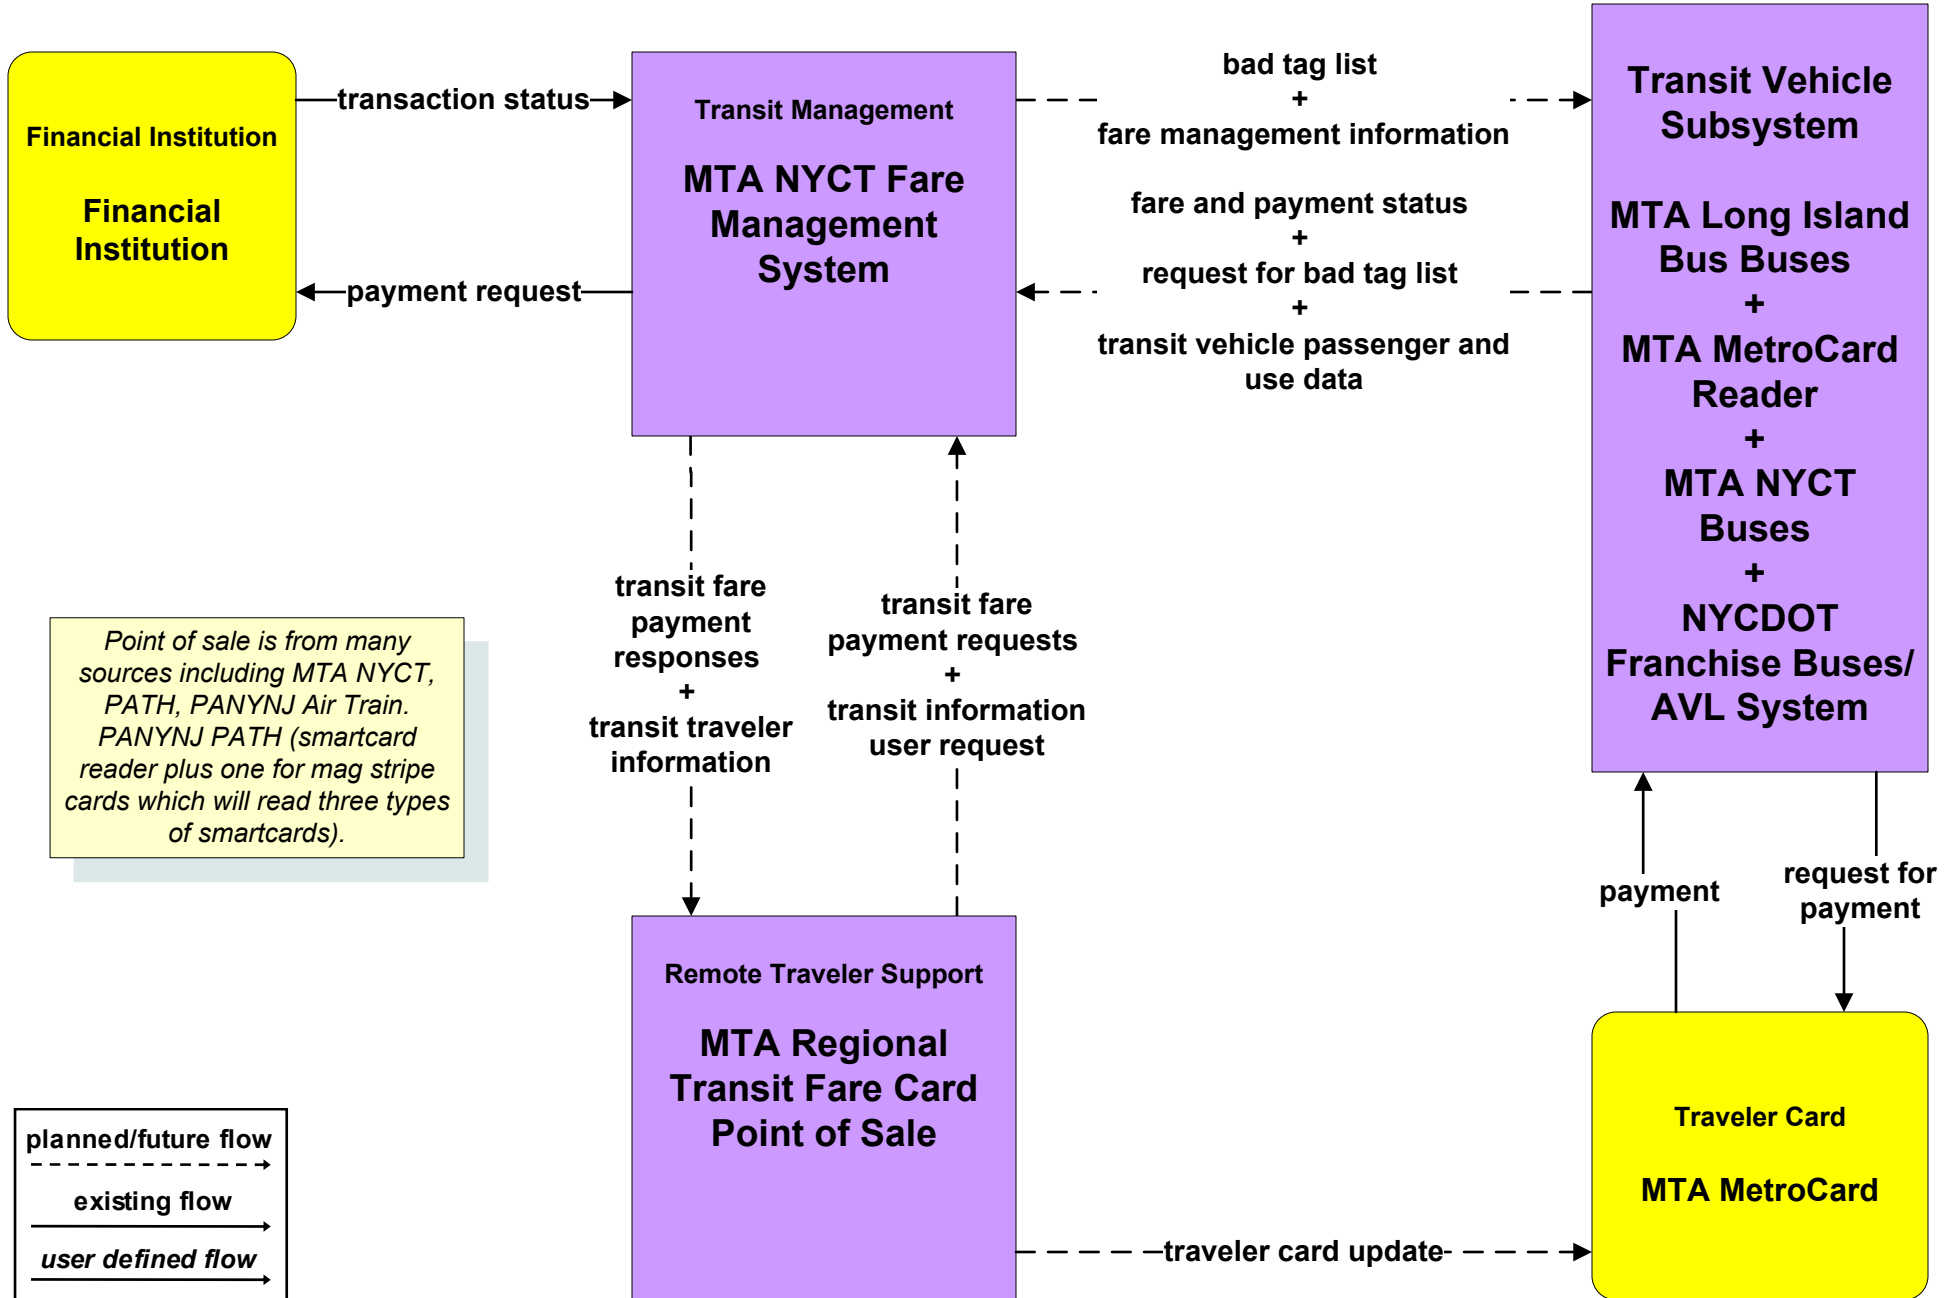 Financial Institution
Financial
Institution
transaction status
payment request
Transit Management
MTA NYCT Fare
Management
System
bad tag list
+
fare management information
fare and payment status
+
request for bad tag list
+
transit vehicle passenger and
use data
Transit Vehicle
Subsystem
MTA Long Island
Bus Buses
+
MTA MetroCard
Reader
+
MTA NYCT
Buses
+
NYCDOT
Franchise Buses/
AVL System
transit fare
payment
responses
+
transit traveler
information
transit fare
payment requests
+
transit information
user request
Point of sale is from many
sources including MTA NYCT,
PATH, PANYNJ Air Train.
PANYNJ PATH (smartcard
reader plus one for mag stripe
cards which will read three types
of smartcards).
payment
request for
payment
Remote Traveler Support
MTA Regional
Transit Fare Card
Point of Sale
traveler card update
Traveler Card
MTA MetroCard
planned/future flow
existing flow
user defined flow